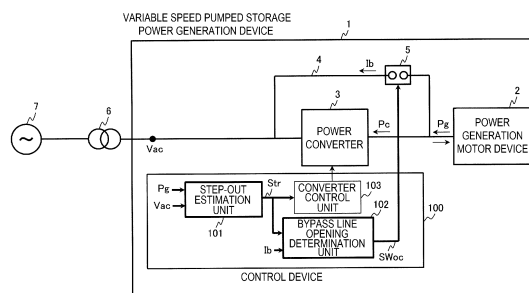 VARIABLE SPEED PUMPED STORAGE
POWER GENERATION DEVICE
1
4
Ib
5
7
6
3
2
POWER
CONVERTER
Pc
Pg
POWER
GENERATION
MOTOR DEVICE
Vac
Pg
Vac
STEP-OUT
ESTIMATION
UNIT
101
Str
CONVERTER
CONTROL
UNIT
103
102
100
BYPASS LINE
OPENING
DETERMINATION
UNIT
Ib
SWoc
CONTROL DEVICE